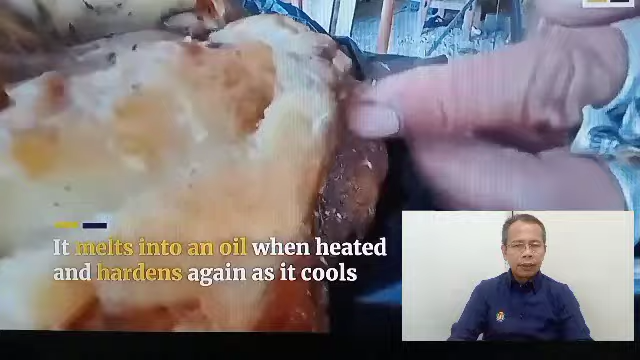 It melts into an oil when heated
and hardens again as it cools